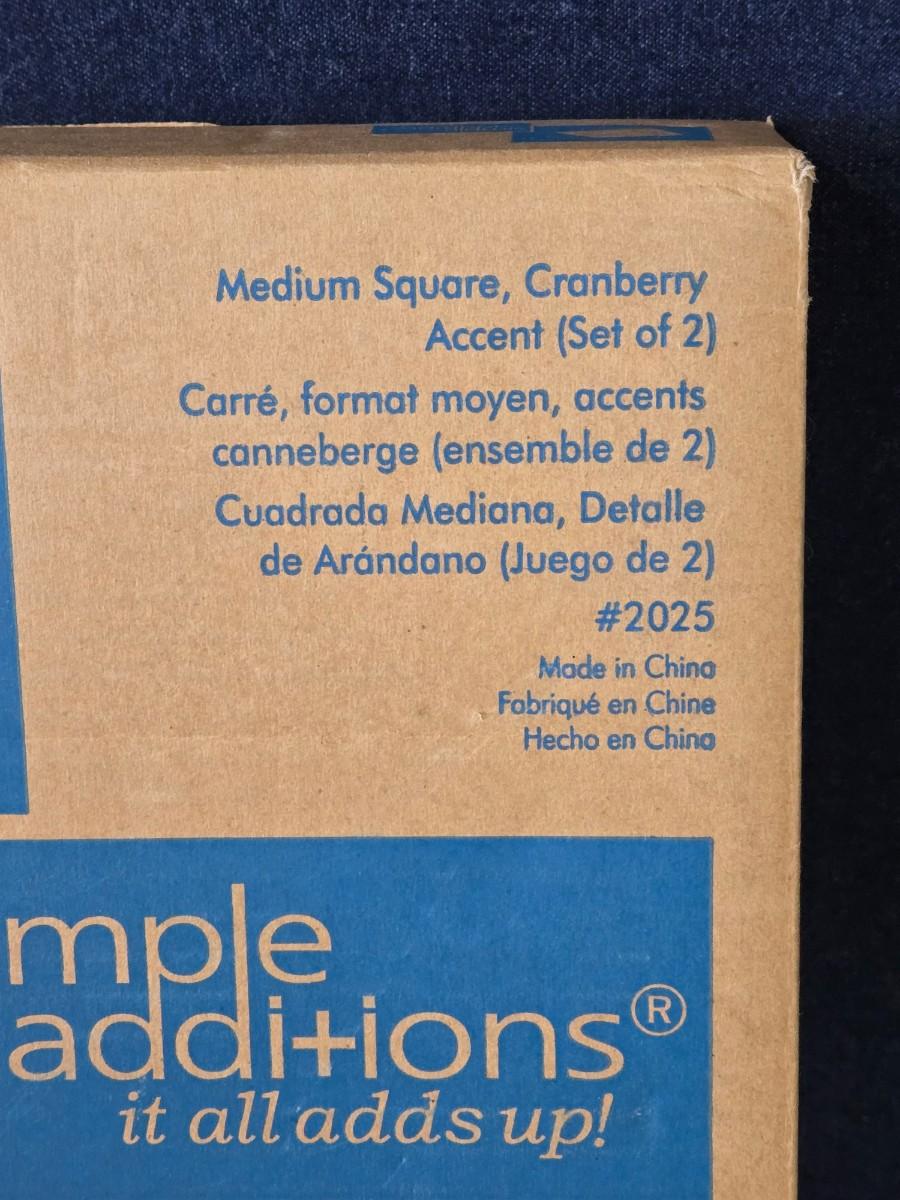 Medium Square, Cranberry
Accent (Set of 2)
Carré, format moyen, accents
canneberge (ensemble de 2)
Cuadrada Mediana, Detalle
de Arándano (Juego de 2)
#2025
Made in China
Fabriqué en Chine
Hecho en China
mple
additions®
it all adds up!